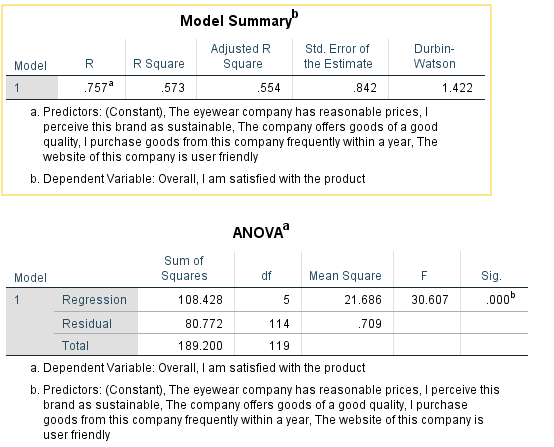 Model Summaryb
Model R R Square Adjusted R Square Std. Error of the Estimate Durbin-Watson
1 .757a .573 .554 .842 1.422
a. Predictors: (Constant), The eyewear company has reasonable prices, I
perceive this brand as sustainable, The company offers goods of a good
quality, I purchase goods from this company frequently within a year, The
website of this company is user friendly
b. Dependent Variable: Overall, I am satisfied with the product
ANOVAa
Model Sum of Squares df Mean Square F Sig.
1 Regression 108.428 5 21.686 30.607 .000b
Residual 80.772 114 .709
Total 189.200 119
a. Dependent Variable: Overall, I am satisfied with the product
b. Predictors: (Constant), The eyewear company has reasonable prices, I perceive this
brand as sustainable, The company offers goods of a good quality, I purchase
goods from this company frequently within a year, The website of this company is
user friendly